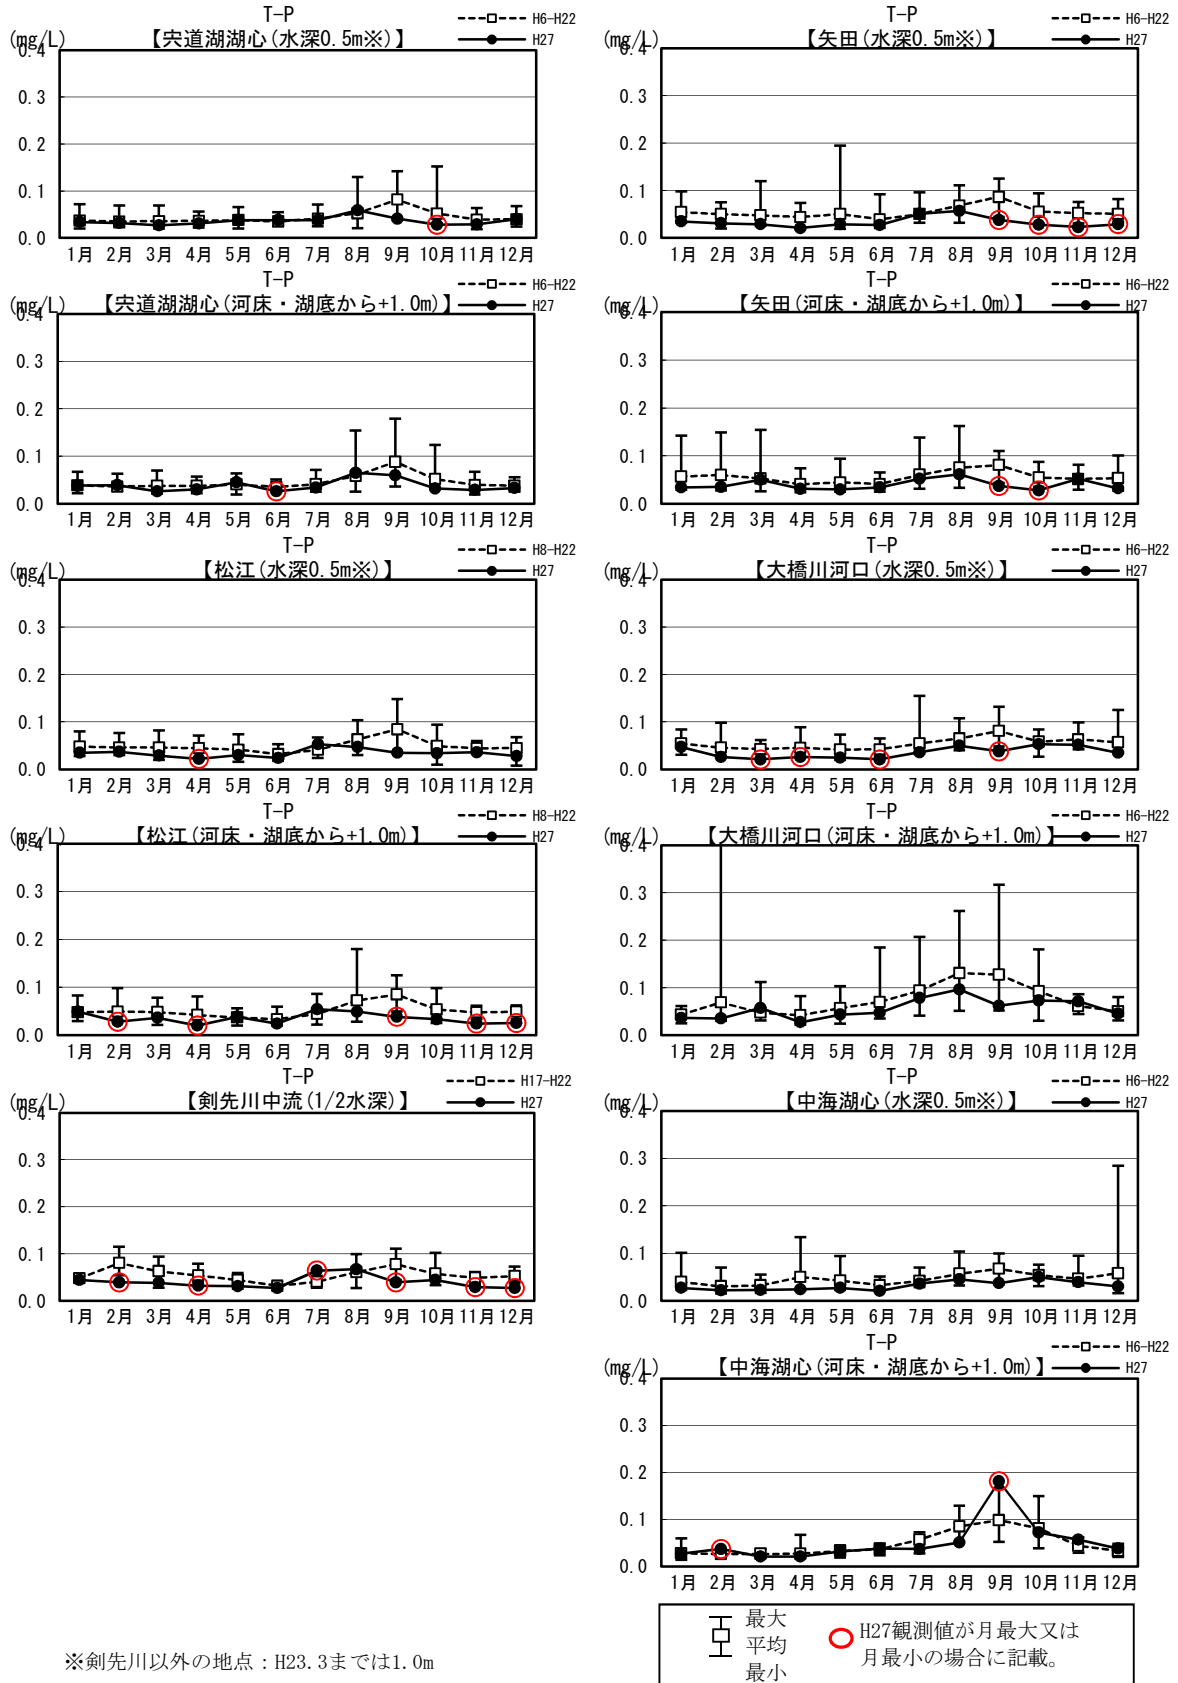 T-P
H6-H22
(mg/L)
【宍道湖湖心(水深0.5m※)】
H27
0.4
0.3
0.2
0.1
0.0
1月 2月 3月 4月 5月 6月 7月 8月 9月 10月 11月 12月
T-P
H6-H22
(mg/L)
【矢田(水深0.5m※)】
H27
0.4
0.3
0.2
0.1
0.0
1月 2月 3月 4月 5月 6月 7月 8月 9月 10月 11月 12月
T-P
H6-H22
(mg/L)
【宍道湖湖心(河床・湖底から+1.0m)】
H27
0.4
0.3
0.2
0.1
0.0
1月 2月 3月 4月 5月 6月 7月 8月 9月 10月 11月 12月
T-P
H6-H22
(mg/L)
【矢田(河床・湖底から+1.0m)】
H27
0.4
0.3
0.2
0.1
0.0
1月 2月 3月 4月 5月 6月 7月 8月 9月 10月 11月 12月
T-P
H8-H22
(mg/L)
【松江(水深0.5m※)】
H27
0.4
0.3
0.2
0.1
0.0
1月 2月 3月 4月 5月 6月 7月 8月 9月 10月 11月 12月
T-P
H6-H22
(mg/L)
【大橋川河口(水深0.5m※)】
H27
0.4
0.3
0.2
0.1
0.0
1月 2月 3月 4月 5月 6月 7月 8月 9月 10月 11月 12月
T-P
H8-H22
(mg/L)
【松江(河床・湖底から+1.0m)】
H27
0.4
0.3
0.2
0.1
0.0
1月 2月 3月 4月 5月 6月 7月 8月 9月 10月 11月 12月
T-P
H6-H22
(mg/L)
【大橋川河口(河床・湖底から+1.0m)】
H27
0.4
0.3
0.2
0.1
0.0
1月 2月 3月 4月 5月 6月 7月 8月 9月 10月 11月 12月
T-P
H17-H22
(mg/L)
【剣先川中流(1/2水深)】
H27
0.4
0.3
0.2
0.1
0.0
1月 2月 3月 4月 5月 6月 7月 8月 9月 10月 11月 12月
T-P
H6-H22
(mg/L)
【中海湖心(水深0.5m※)】
H27
0.4
0.3
0.2
0.1
0.0
1月 2月 3月 4月 5月 6月 7月 8月 9月 10月 11月 12月
T-P
H6-H22
(mg/L)
【中海湖心(河床・湖底から+1.0m)】
H27
0.4
0.3
0.2
0.1
0.0
1月 2月 3月 4月 5月 6月 7月 8月 9月 10月 11月 12月
最大
平均
最小
H27観測値が月最大又は
月最小の場合に記載。
※剣先川以外の地点：H23.3までは1.0m